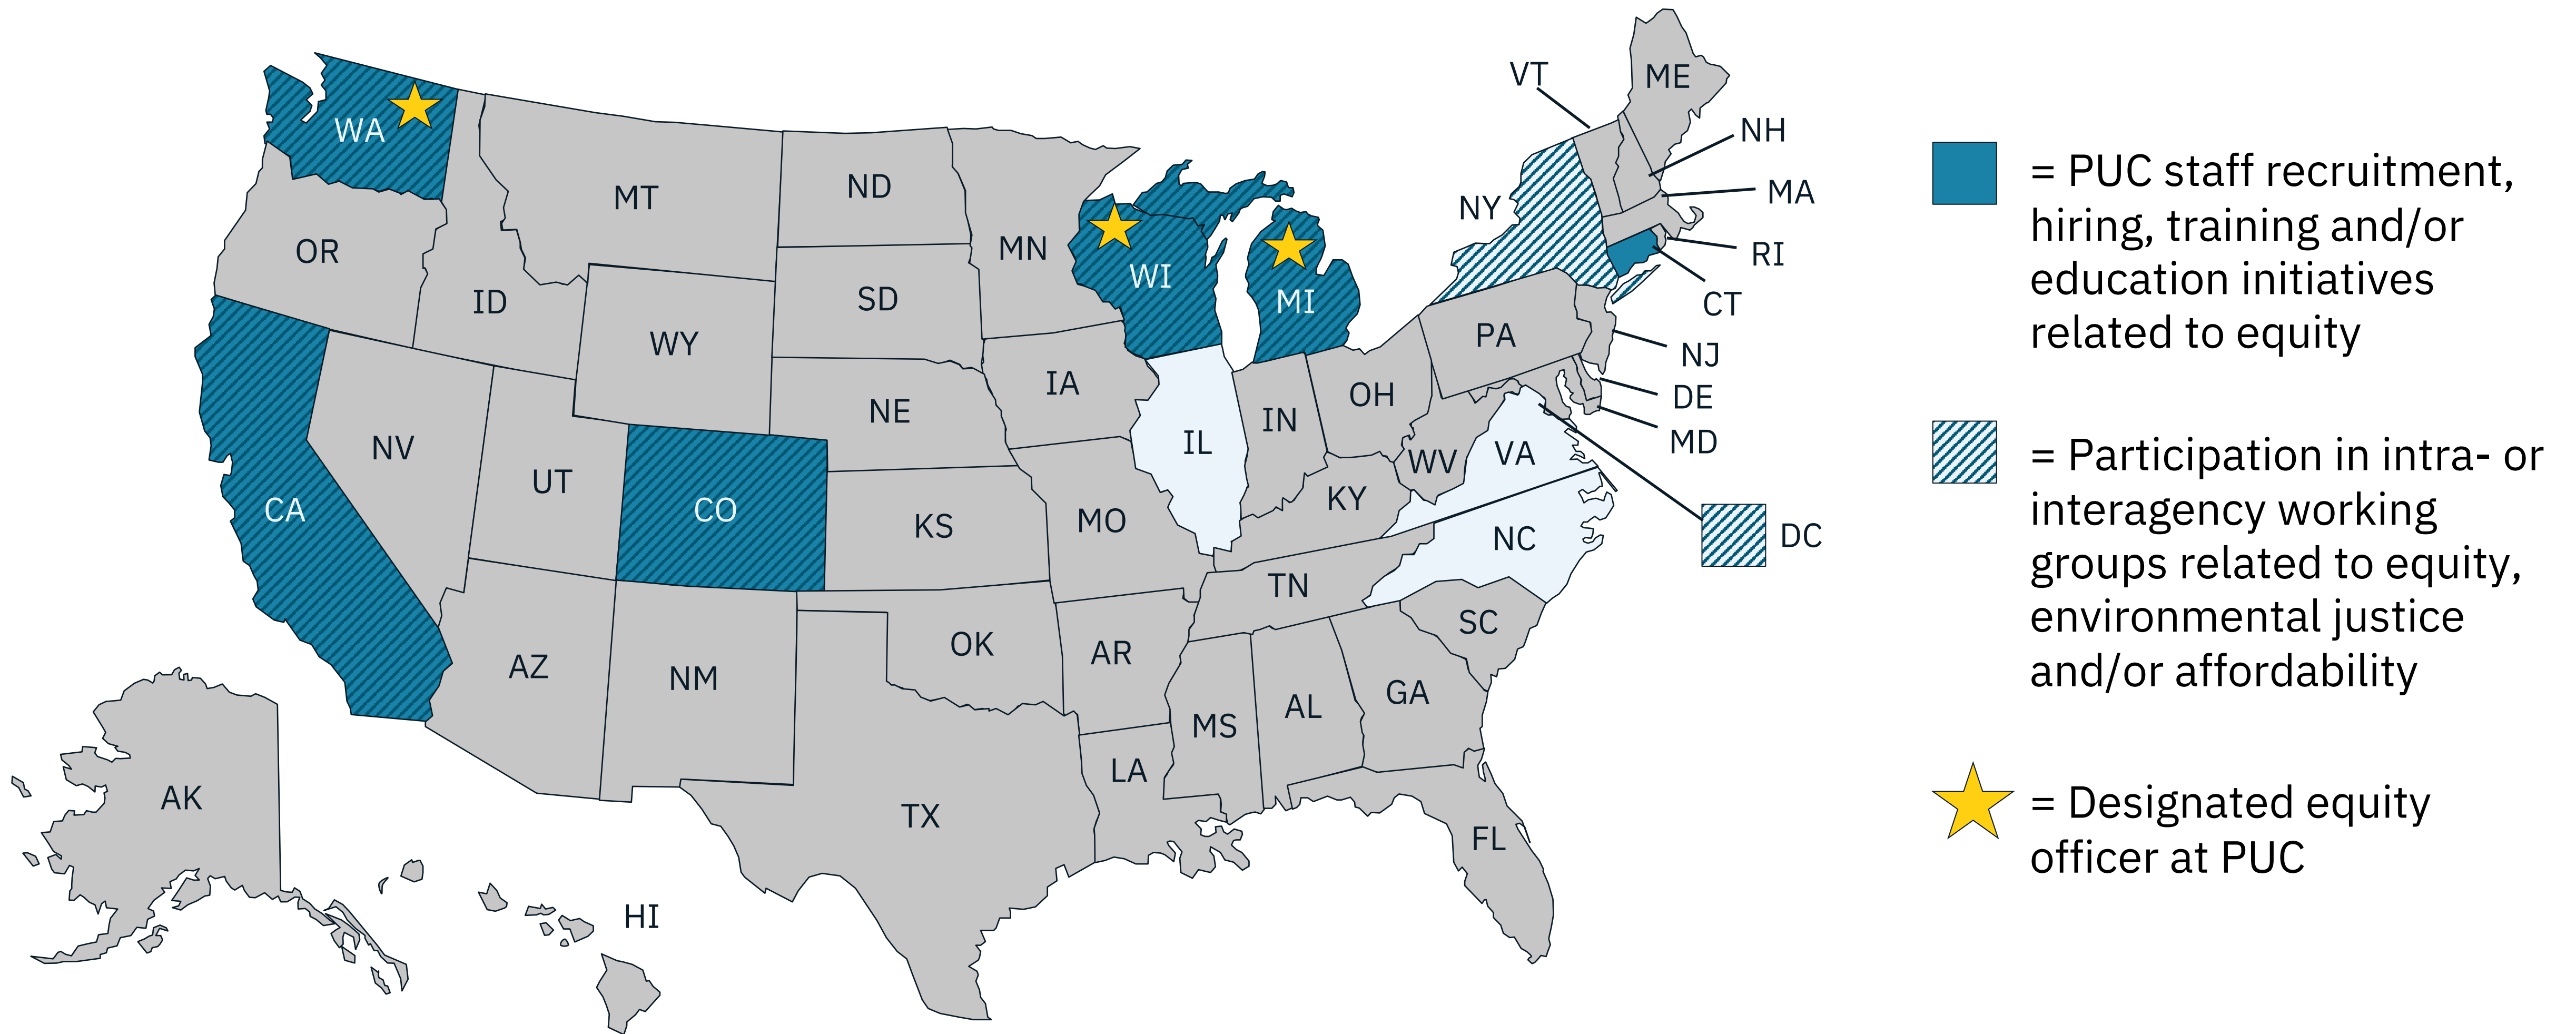 ME
VT
NH
WA
MT
ND
MA
OR
MN
NY
RI
ID
SD
WI
MI
CT
WY
PA
NJ
IA
OH
DE
NE
IN
MD
NV
IL
VA
WV
UT
CO
KY
CA
KS
MO
NC
DC
TN
SC
OK
AR
AZ
NM
GA
AL
MS
LA
AK
TX
FL
HI
= PUC staff recruitment,
hiring, training and/or
education initiatives
related to equity
= Participation in intra- or
interagency working
groups related to equity,
environmental justice
and/or affordability
= Designated equity
officer at PUC